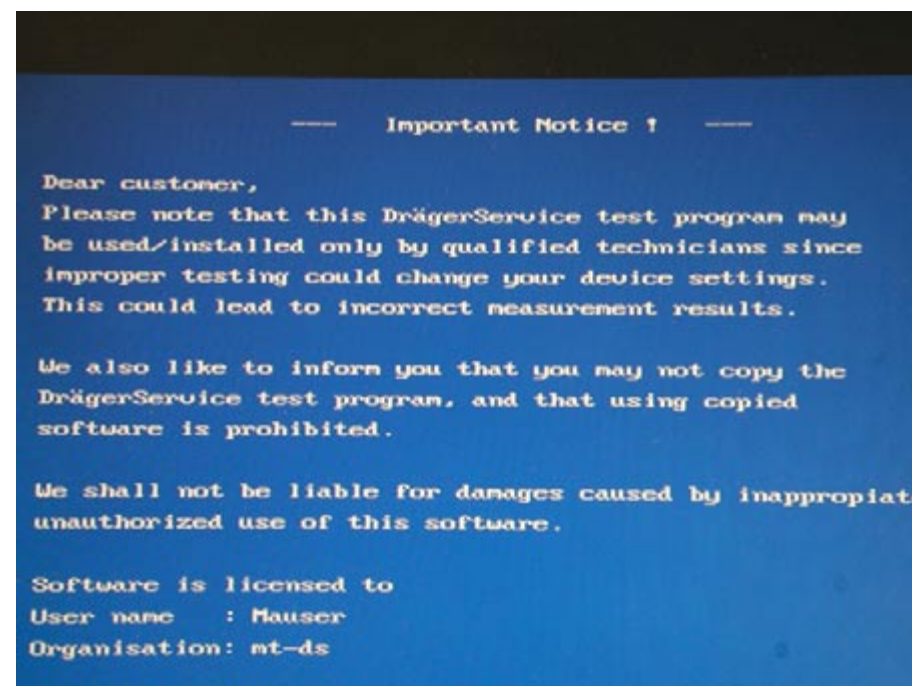 --- Important Notice ! ---
Dear customer,
Please note that this DrägerService test program may
be used/installed only by qualified technicians since
improper testing could change your device settings.
This could lead to incorrect measurement results.
We also like to inform you that you may not copy the
DrägerService test program, and that using copied
software is prohibited.
We shall not be liable for damages caused by inappropiat
unauthorized use of this software.
Software is licensed to
User name : Mauser
Organisation: mt-ds